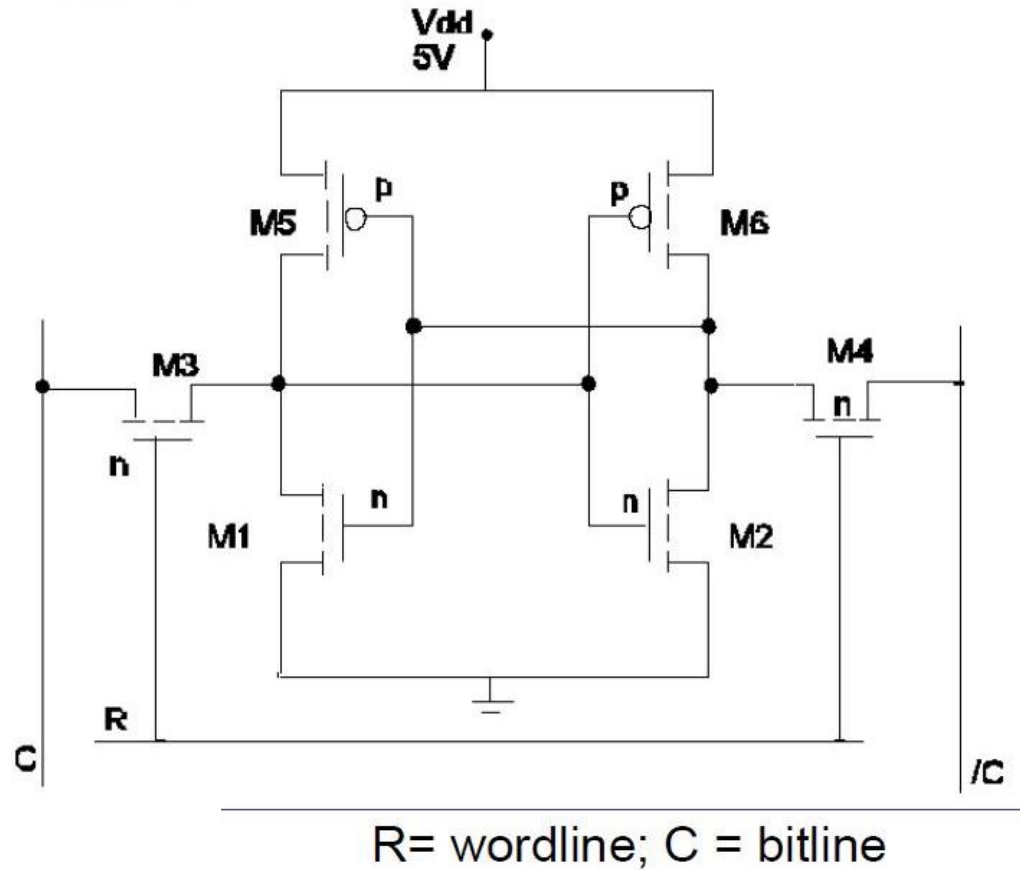 Vdd
5V
p
p
M5
M6
M3
M4
n
n
n
n
M1
M2
R
C
/C
R= wordline; C = bitline